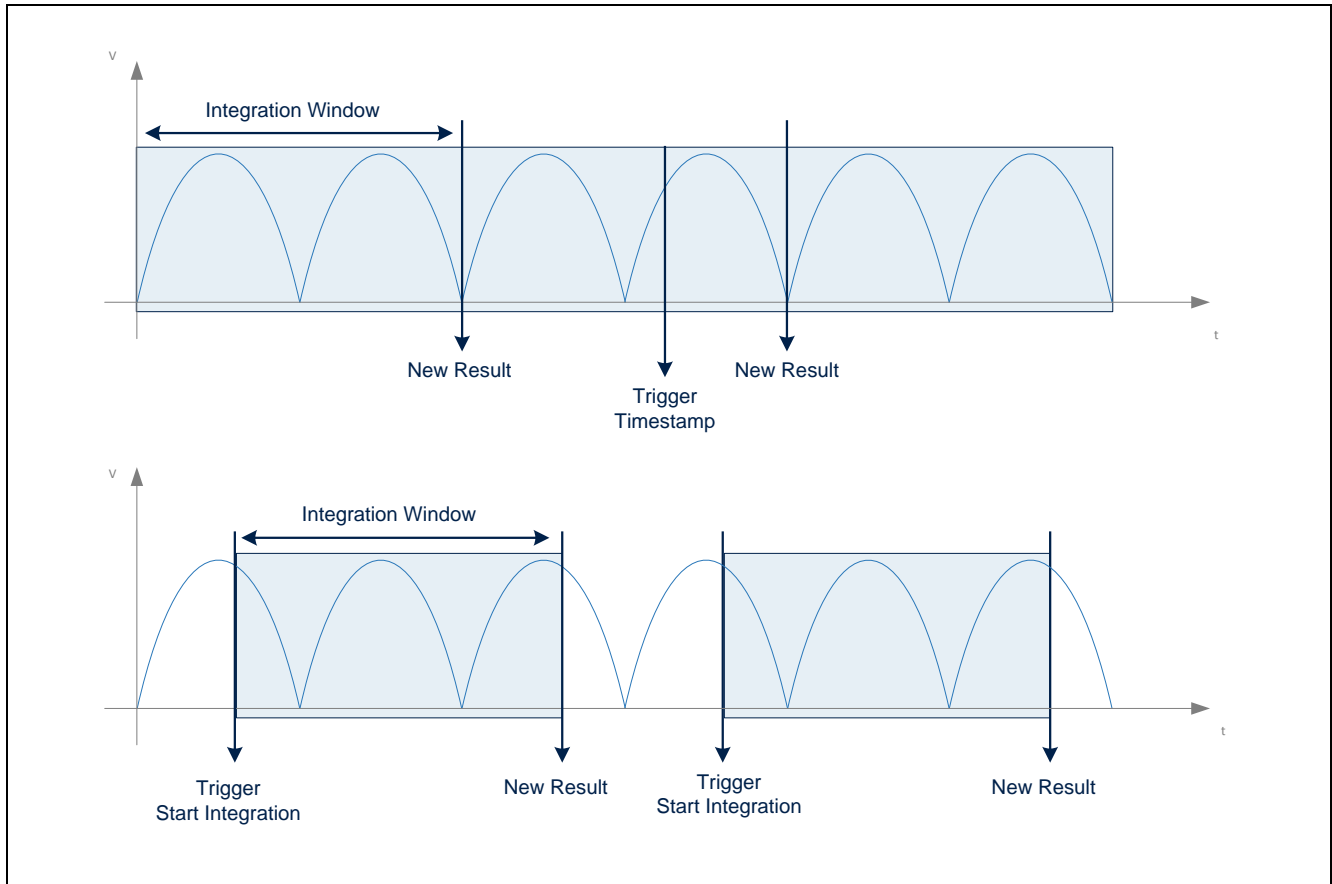 V
Integration Window
t
New Result
New Result
Trigger
Timestamp
V
Integration Window
t
Trigger
Start Integration
New Result
Trigger
Start Integration
New Result